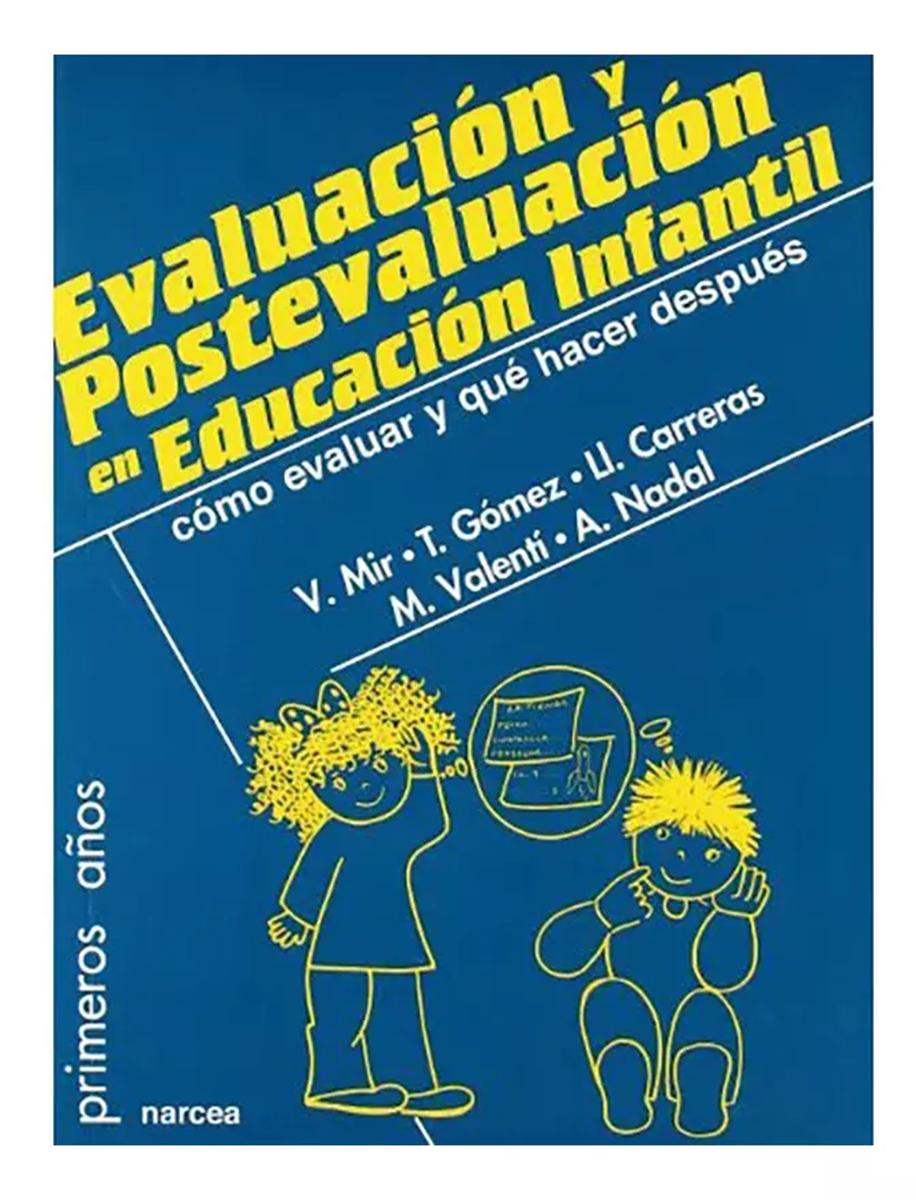 Evaluación y
Postevaluación
en Educación Infantil
cómo evaluar y qué hacer después
V. Mir • T. Gómez • Ll. Carreras
M. Valentí • A. Nadal
primeros años
narcea